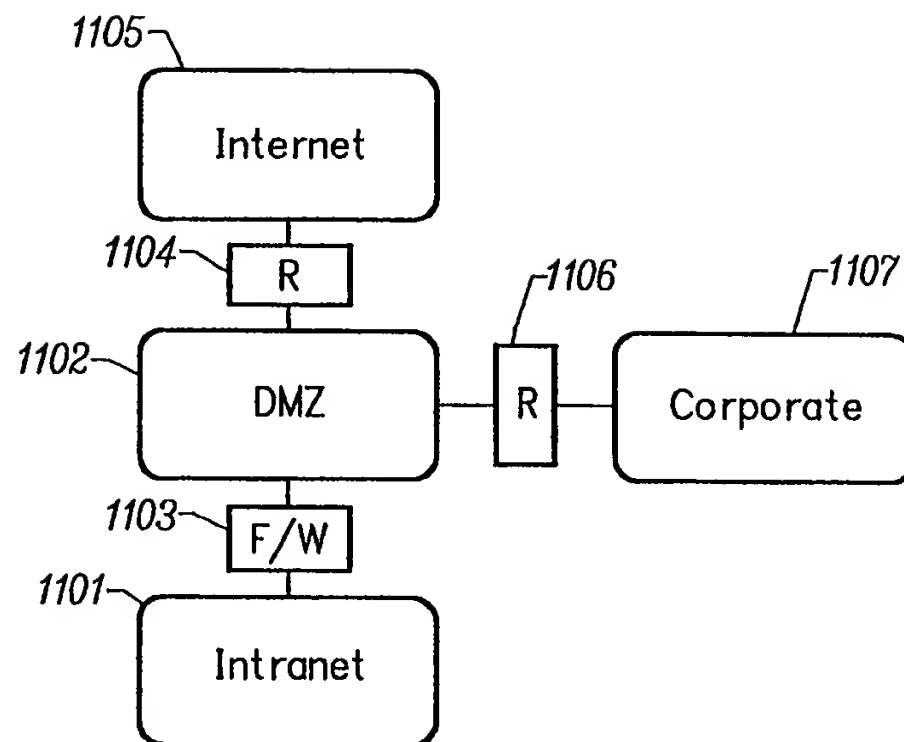 1105
Internet
1104
R
1106
1107
1102
DMZ
R
Corporate
1103
F/W
1101
Intranet